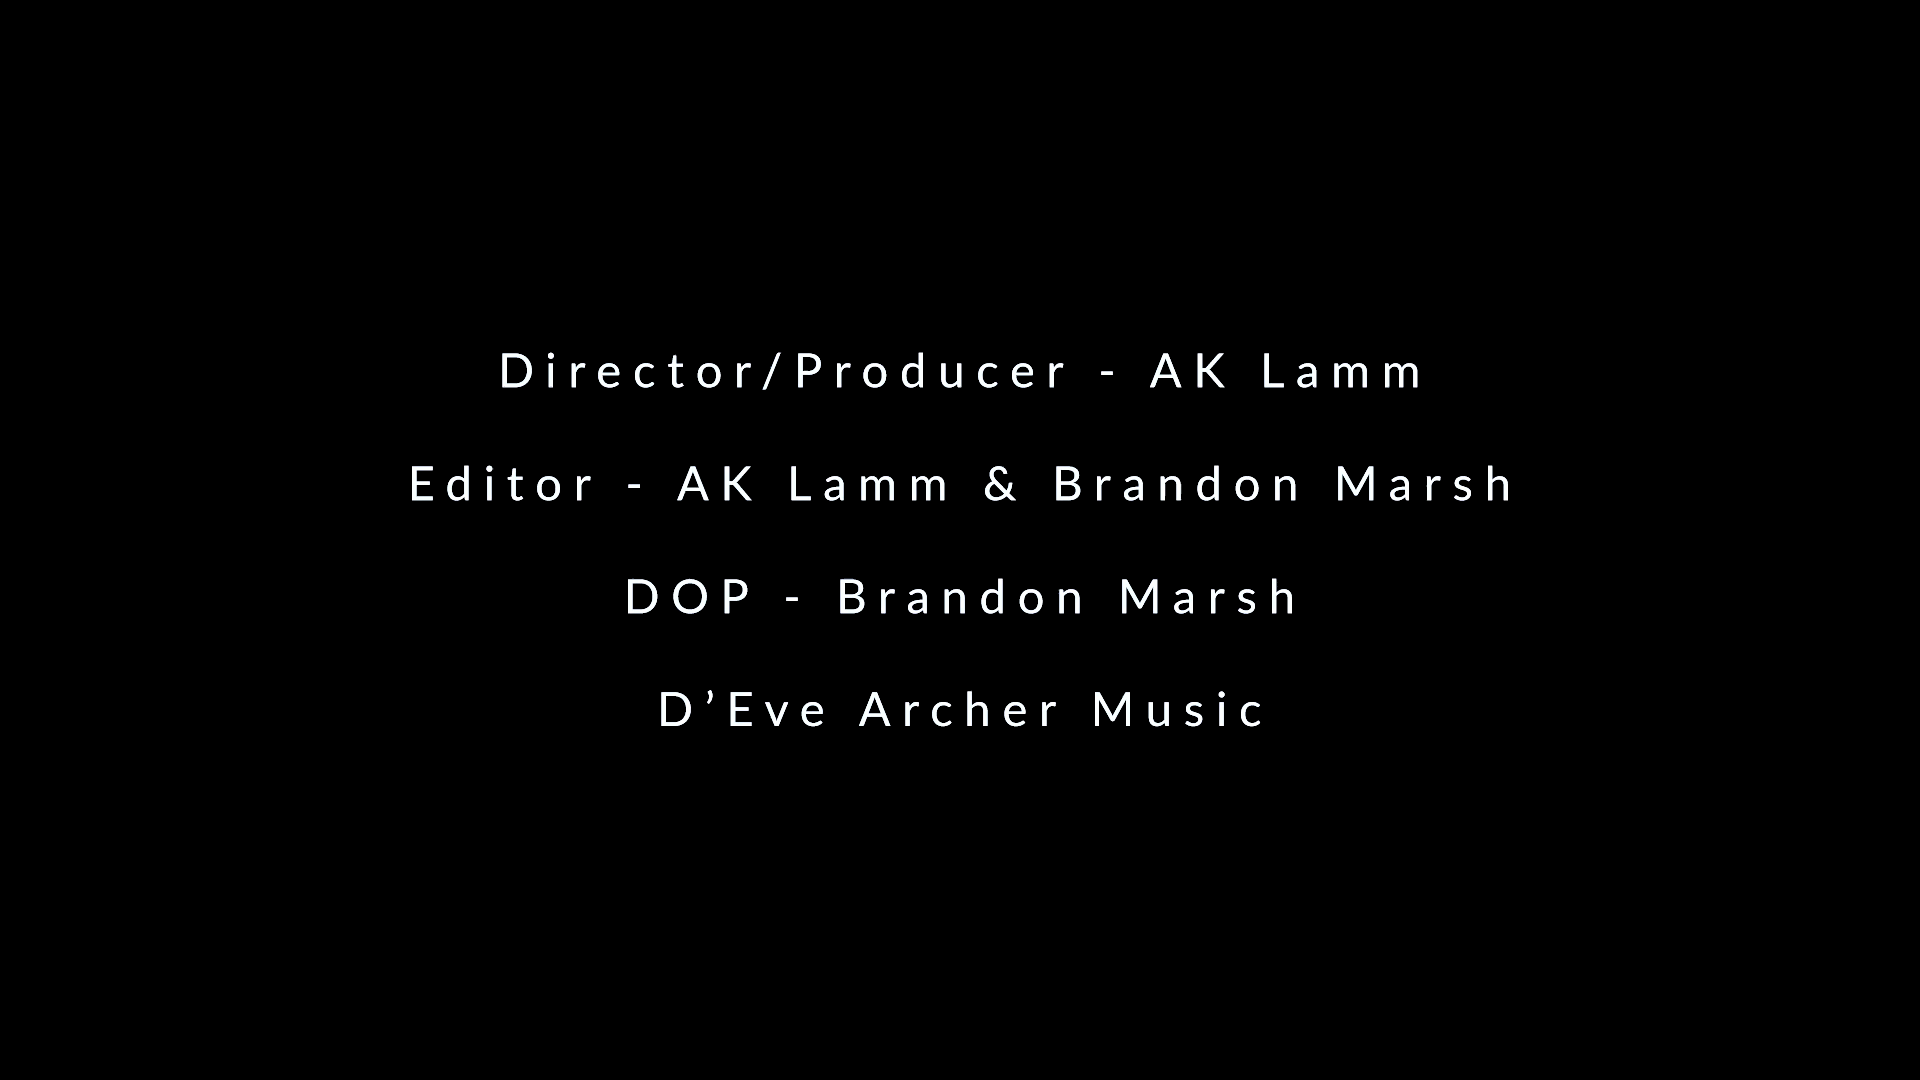 Director/Producer - AK Lamm
Editor - AK Lamm & Brandon Marsh
DOP - Brandon Marsh
D’Eve Archer Music